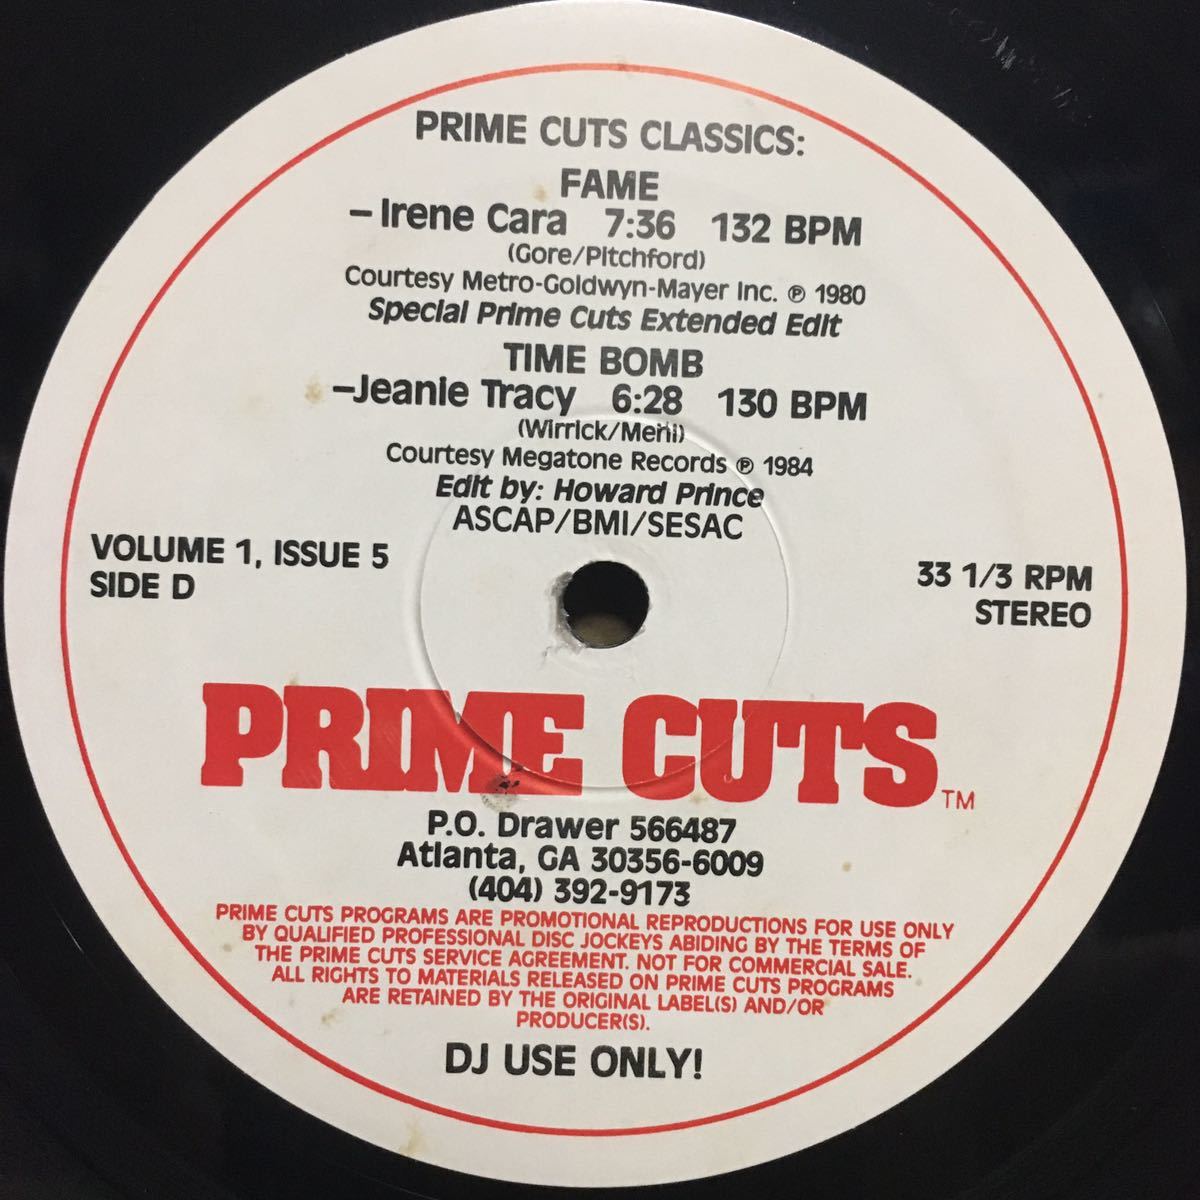 PRIME CUTS CLASSICS:
FAME
–Irene Cara 7:36 132 BPM
(Gore/Pitchford)
Courtesy Metro-Goldwyn-Mayer Inc. ℗ 1980
Special Prime Cuts Extended Edit
TIME BOMB
–Jeanie Tracy 6:28 130 BPM
(Wirrick/Meni)
Courtesy Megatone Records ℗ 1984
Edit by: Howard Prince
ASCAP/BMI/SESAC
VOLUME 1, ISSUE 5
SIDE D
33 1/3 RPM
STEREO
PRIME CUTS™
P.O. Drawer 566487
Atlanta, GA 30356-6009
(404) 392-9173
PRIME CUTS PROGRAMS ARE PROMOTIONAL REPRODUCTIONS FOR USE ONLY
BY QUALIFIED PROFESSIONAL DISC JOCKEYS ABIDING BY THE TERMS OF
THE PRIME CUTS SERVICE AGREEMENT. NOT FOR COMMERCIAL SALE.
ALL RIGHTS TO MATERIALS RELEASED ON PRIME CUTS PROGRAMS
ARE RETAINED BY THE ORIGINAL LABEL(S) AND/OR
PRODUCER(S).
DJ USE ONLY!